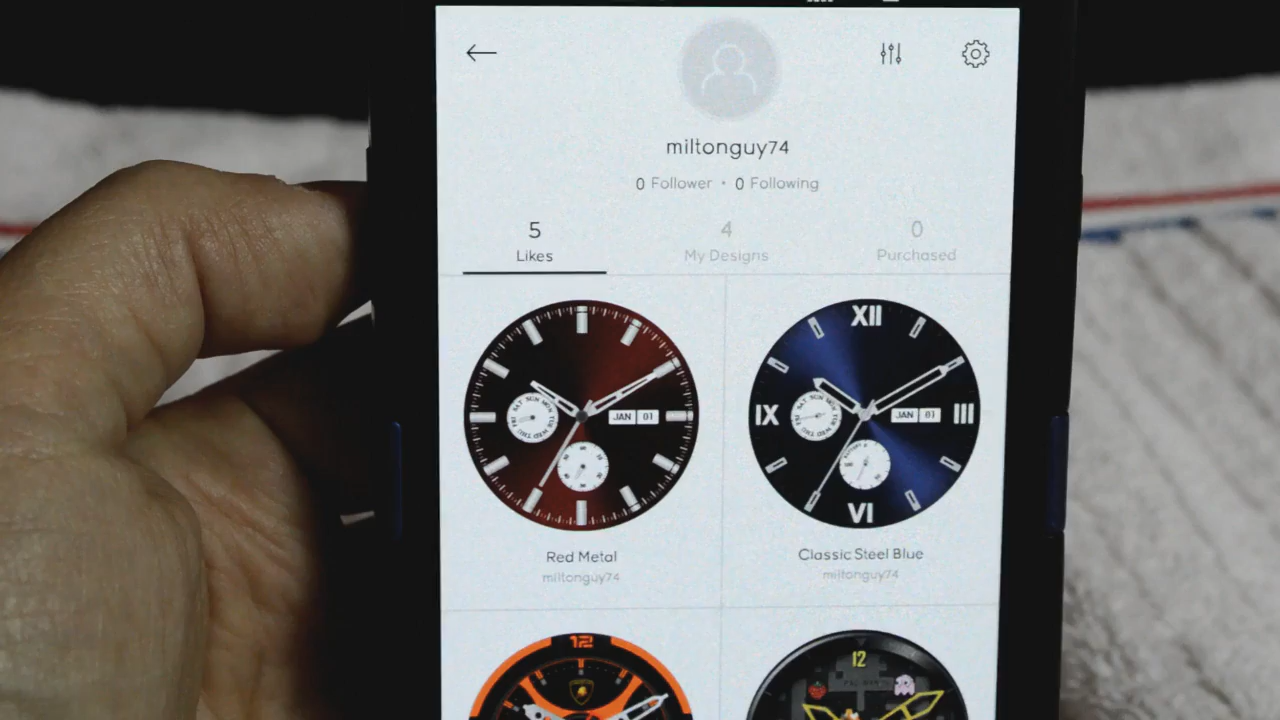 miltonguy74
0 Follower • 0 Following
5 4 0
Likes My Designs Purchased
XII
IX III
VI
JAN 01
JAN 01
Red Metal Classic Steel Blue
miltonguy74 miltonguy74
12 12